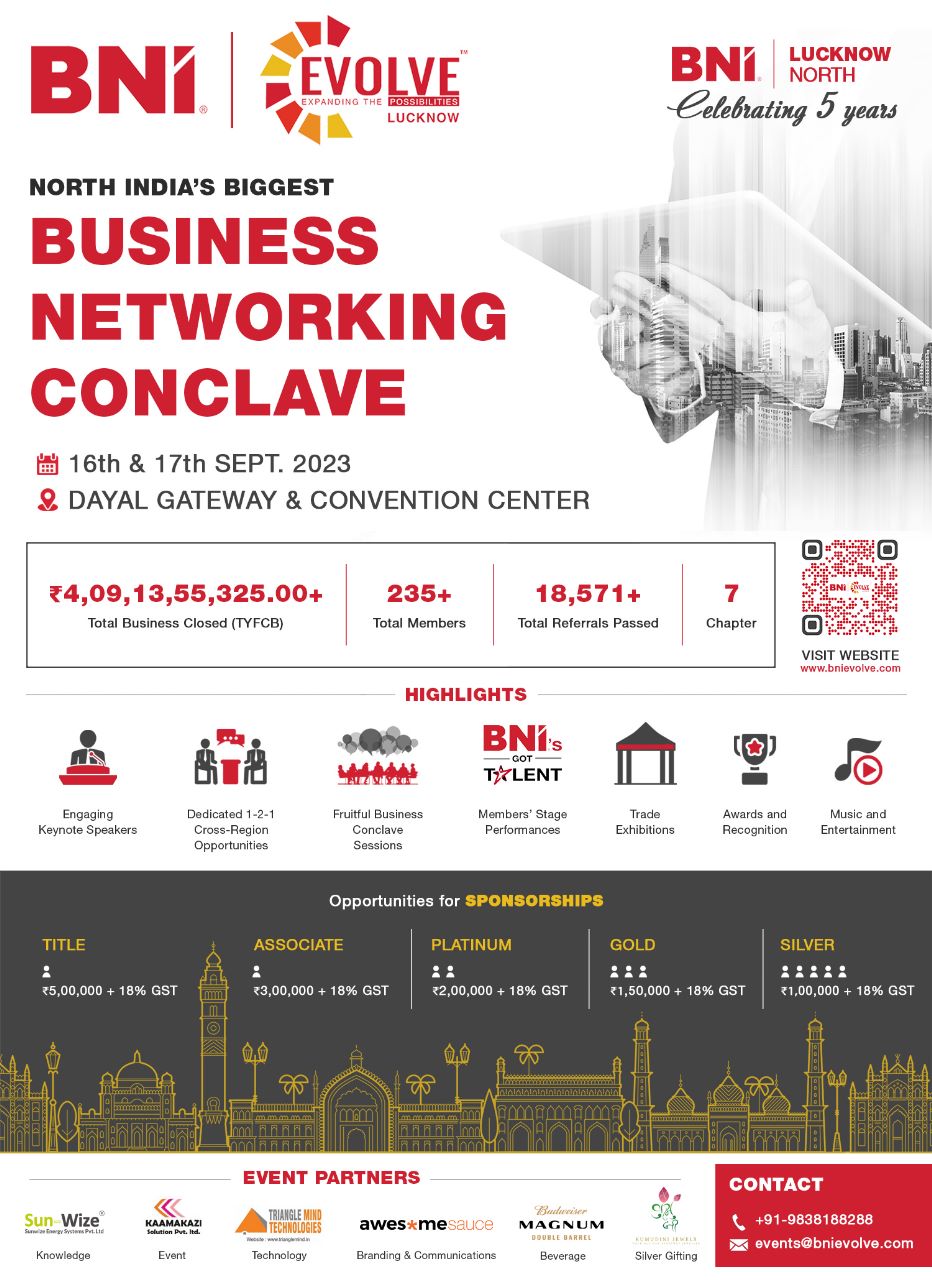 BNI®
EVOLVE™
EXPANDING THE POSSIBILITIES
LUCKNOW
BNI® LUCKNOW
NORTH
Celebrating 5 years
NORTH INDIA'S BIGGEST
BUSINESS
NETWORKING
CONCLAVE
16th & 17th SEPT. 2023
DAYAL GATEWAY & CONVENTION CENTER
₹4,09,13,55,325.00+
Total Business Closed (TYFCB)
235+
Total Members
18,571+
Total Referrals Passed
7
Chapter
BNI EVOLVE
VISIT WEBSITE
www.bnievolve.com
HIGHLIGHTS
Engaging
Keynote Speakers
Dedicated 1-2-1
Cross-Region
Opportunities
Fruitful Business
Conclave
Sessions
BNI's
GOT
TALENT
Members' Stage
Performances
Trade
Exhibitions
Awards and
Recognition
Music and
Entertainment
Opportunities for SPONSORSHIPS
TITLE
₹5,00,000 + 18% GST
ASSOCIATE
₹3,00,000 + 18% GST
PLATINUM
₹2,00,000 + 18% GST
GOLD
₹1,50,000 + 18% GST
SILVER
₹1,00,000 + 18% GST
EVENT PARTNERS
Sun-Wize®
Sunwize Energy Systems Pvt.Ltd
Knowledge
KAAMAKAZI
Solution Pvt. ltd.
Event
TRIANGLE MIND
TECHNOLOGIES
Website : www.trianglemind.in
Technology
awes*mesauce
Branding & Communications
Budweiser
MAGNUM
DOUBLE BARREL
Beverage
KUMUDINI JEWELS
Silver Gifting
CONTACT
+91-9838188288
events@bnievolve.com